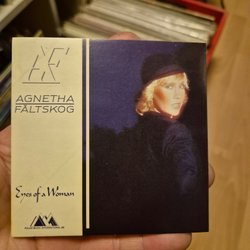 AF
AGNETHA
FÄLTSKOG
Eyes of a Woman